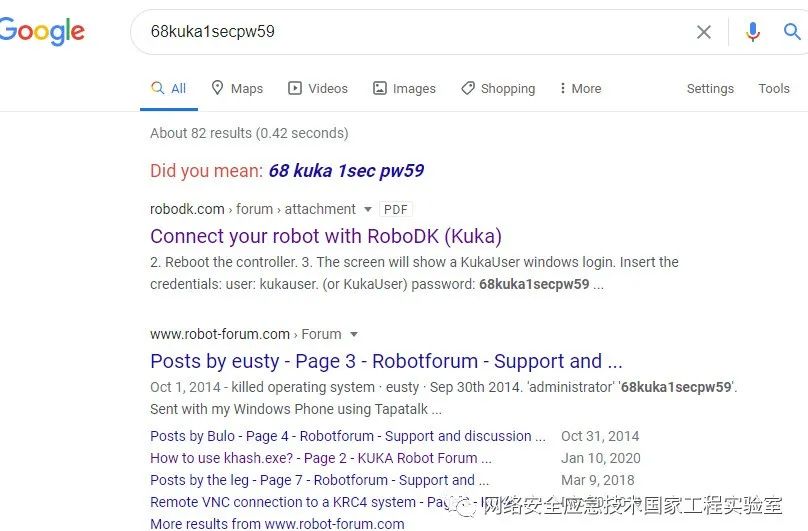 Google
68kuka1secpw59
All Maps Videos Images Shopping More Settings Tools
About 82 results (0.42 seconds)
Did you mean: 68 kuka 1sec pw59
robodk.com › forum › attachment PDF
Connect your robot with RoboDK (Kuka)
2. Reboot the controller. 3. The screen will show a KukaUser windows login. Insert the
credentials: user: kukauser. (or KukaUser) password: 68kuka1secpw59 ...
www.robot-forum.com › Forum
Posts by eusty - Page 3 - Robotforum - Support and ...
Oct 1, 2014 - killed operating system · eusty · Sep 30th 2014. 'administrator' '68kuka1secpw59'.
Sent with my Windows Phone using Tapatalk ...
Posts by Bulo - Page 4 - Robotforum - Support and discussion ... Oct 31, 2014
How to use khash.exe? - Page 2 - KUKA Robot Forum ... Jan 10, 2020
Posts by the leg - Page 7 - Robotforum - Support and ... Mar 9, 2018
Remote VNC connection to a KRC4 system -
网络安全应急技术国家工程实验室
More results from www.robot-forum.com